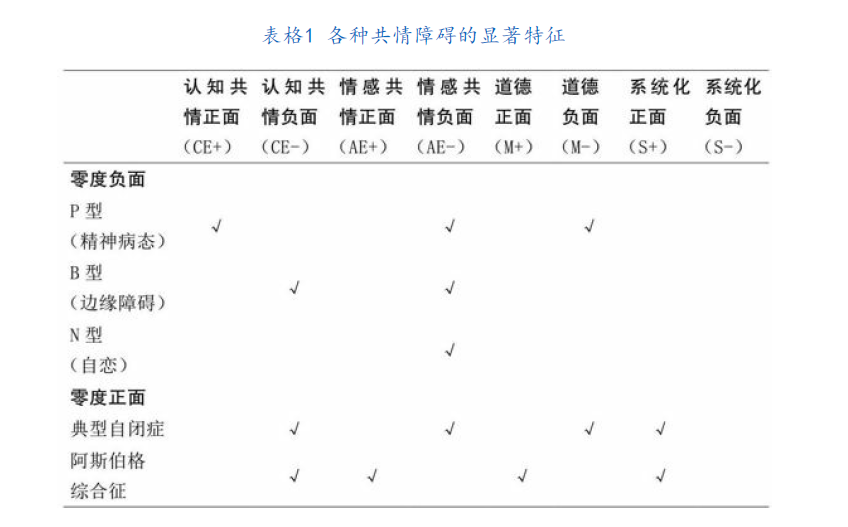 表格1 各种共情障碍的显著特征
认知共 认知共 情感共 情感共 道德 道德 系统化 系统化
情正面 情负面 情正面 情负面 正面 负面 正面 负面
（CE+） （CE-） （AE+） （AE-） （M+） （M-） （S+） （S-）
零度负面
P型
（精神病态） √ √ √
B型
（边缘障碍） √ √
N型
（自恋） √
零度正面
典型自闭症 √ √ √ √
阿斯伯格
综合征 √ √ √ √